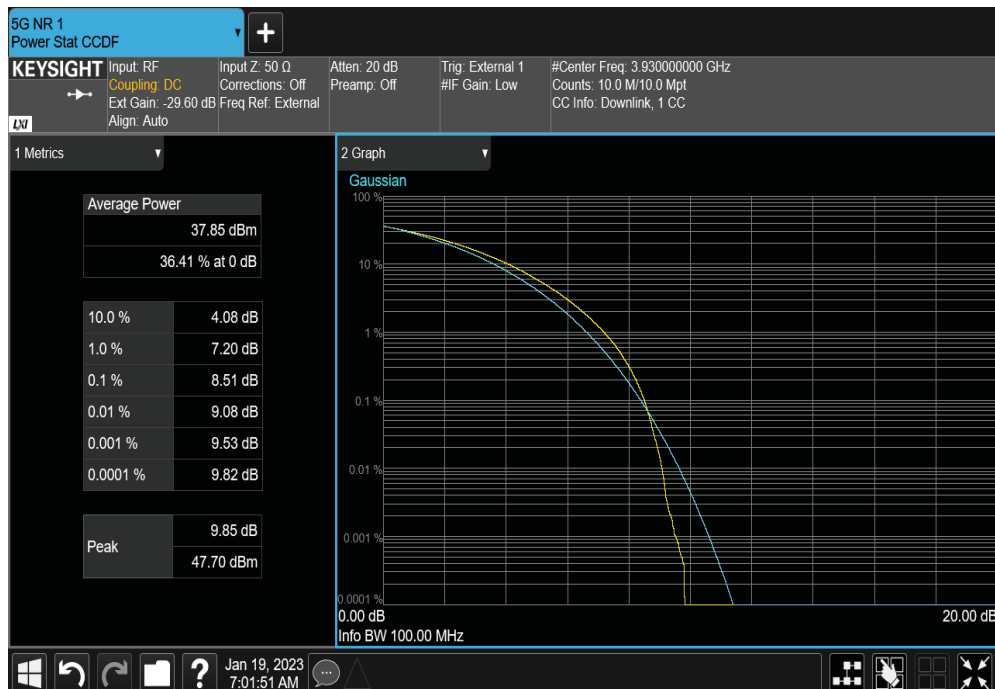 5G NR 1
Power Stat CCDF
+
KEYSIGHT
LXI
Input: RF
Coupling: DC
Ext Gain: -29.60 dB
Align: Auto
Input Z: 50 Ω
Corrections: Off
Freq Ref: External
Atten: 20 dB
Preamp: Off
Trig: External 1
#IF Gain: Low
#Center Freq: 3.930000000 GHz
Counts: 10.0 M/10.0 Mpt
CC Info: Downlink, 1 CC
1 Metrics
Average Power
37.85 dBm
36.41 % at 0 dB
10.0 % 4.08 dB
1.0 % 7.20 dB
0.1 % 8.51 dB
0.01 % 9.08 dB
0.001 % 9.53 dB
0.0001 % 9.82 dB
Peak
9.85 dB
47.70 dBm
2 Graph
Gaussian
100 %
10 %
1 %
0.1 %
0.01 %
0.001 %
0.0001 %
0.00 dB 20.00 dB
Info BW 100.00 MHz
?
Jan 19, 2023
7:01:51 AM